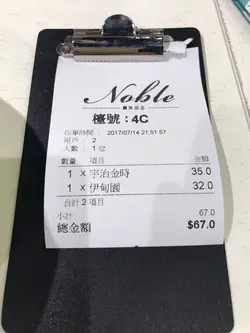 Noble
檯號：4C
印單時間： 2017/07/14 21:51:57
用戶： 2
人數： 1 位
數量 項目 金額
1 x 宇治金時 35.0
1 x 伊甸園 32.0
合計 2 項目
小計 67.0
總金額 $67.0